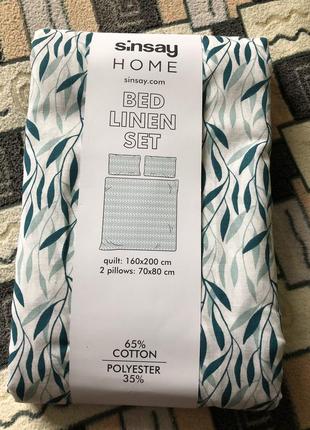 sinsay
HOME
sinsay.com
BED
LINEN
SET
quilt: 160x200 cm
2 pillows: 70x80 cm
65%
COTTON
POLYESTER
35%